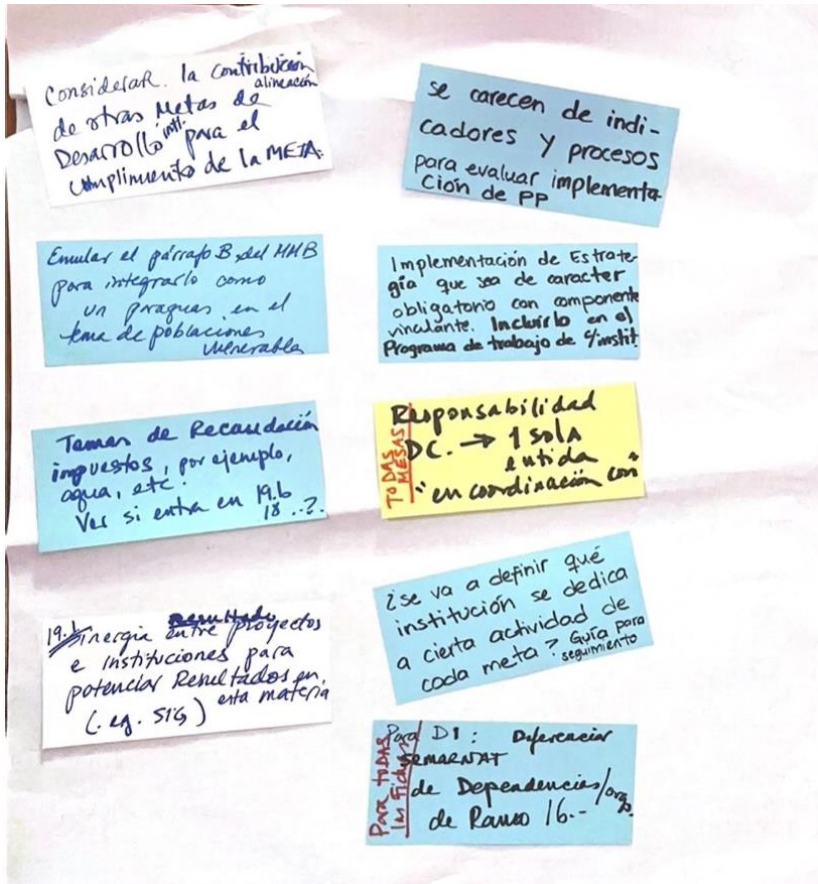 Considerar la contribución
alineación
de otras Metas de
Desarrollo intl. para el
cumplimiento de la META.
Emular el párrafo B del MMB
para integrarlo como
un paraguas en el
tema de poblaciones
vulnerables
Temas de Recaudación
impuestos, por ejemplo,
agua, etc.
Ver si entra en 19.b
18...?
19.b Sinergia entre proyectos
e instituciones para
potenciar Resultados en
(. eg. SIG) esta materia
se carecen de indi-
cadores y procesos
para evaluar implementa-
ción de PP
Implementación de Estrate-
gia que sea de caracter
obligatorio con componente
vinculante. Incluirlo en el
Programa de trabajo de c/instit
TODAS
MESAS
Responsabilidad
DC. → 1 sola
entida
"en coordinación con"
¿se va a definir qué
institución se dedica
a cierta actividad de
cada meta? Guía para
seguimiento
Para TODAS
las Fichas
Para D1: Diferenciar
SEMARNAT
de Dependencies/org.
de Ramo 16.-